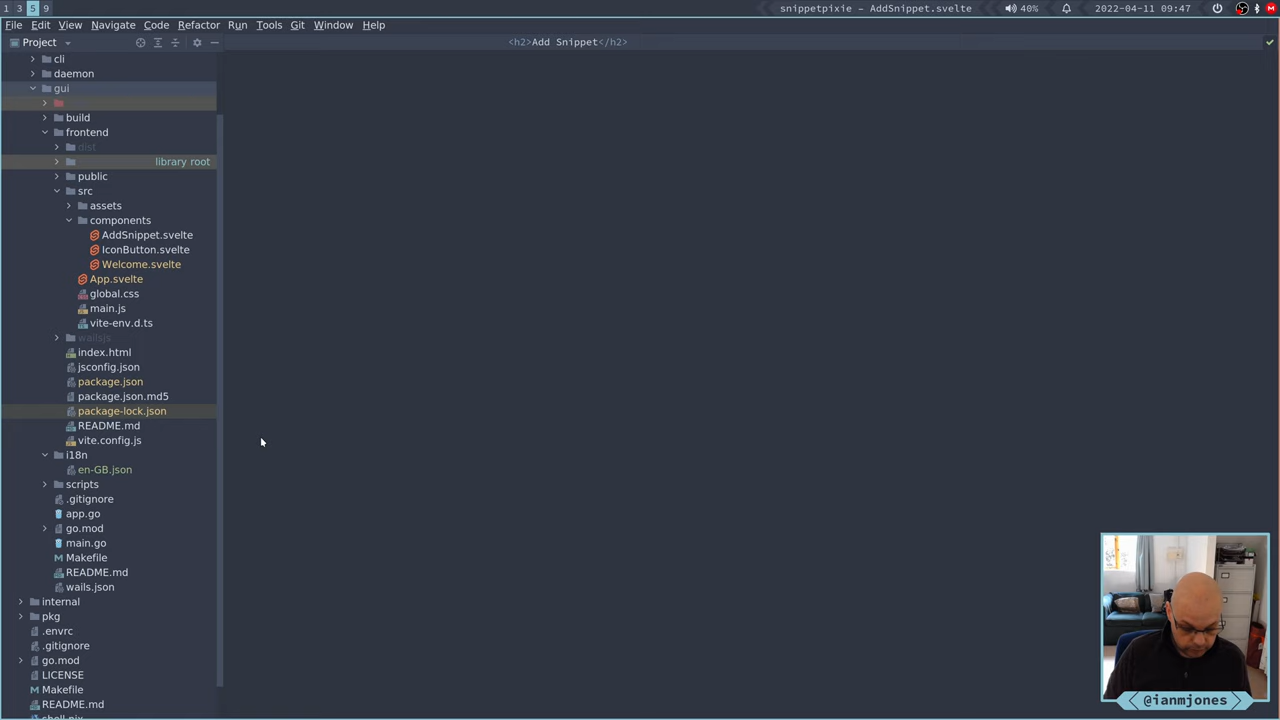 1 3 5 9
snippetpixie – AddSnippet.svelte
40%
2022-04-11 09:47
File Edit View Navigate Code Refactor Run Tools Git Window Help
Project
<h2>Add Snippet</h2>
cli
daemon
gui
build
frontend
dist
library root
public
src
assets
components
AddSnippet.svelte
IconButton.svelte
Welcome.svelte
App.svelte
global.css
main.js
vite-env.d.ts
wailsjs
index.html
jsconfig.json
package.json
package.json.md5
package-lock.json
README.md
vite.config.js
i18n
en-GB.json
scripts
.gitignore
app.go
go.mod
main.go
Makefile
README.md
wails.json
internal
pkg
.envrc
.gitignore
go.mod
LICENSE
Makefile
README.md
shell.nix
@ianmjones